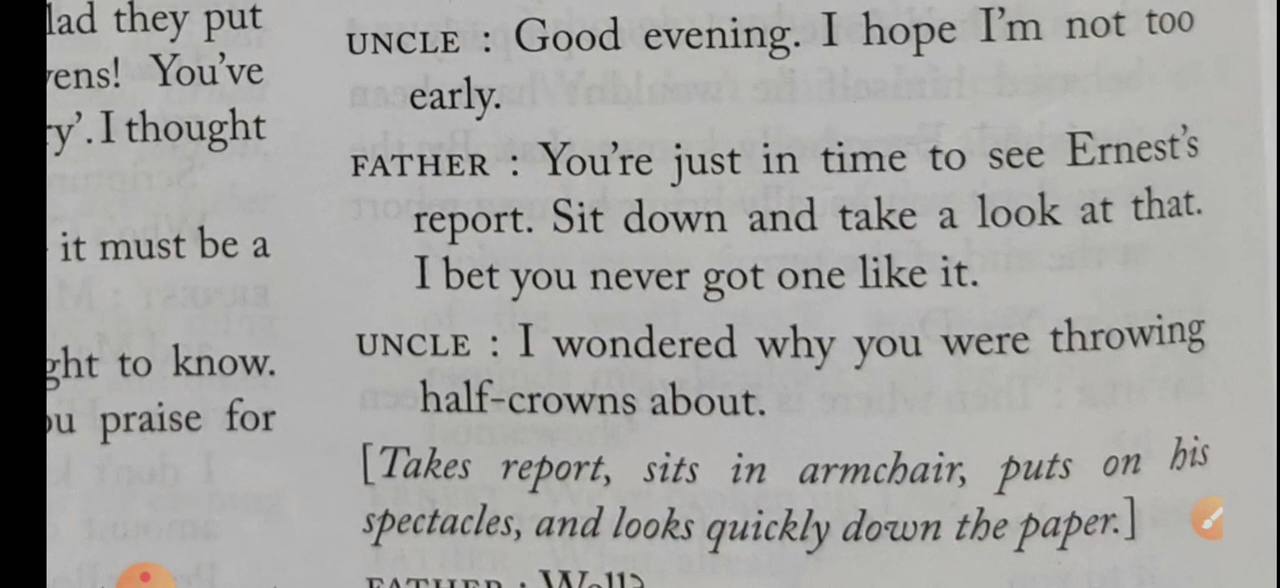 lad they put
You've
I thought
it must be a
to know.
praise for
UNCLE : Good evening. I hope I'm not too
early.
FATHER : You're just in time to see Ernest's
report. Sit down and take a look at that.
I bet you never got one like it.
UNCLE : I wondered why you were throwing
half-crowns about.
[Takes report, sits in armchair, puts on his
spectacles, and looks quickly down the paper.]
FATHER : Well?